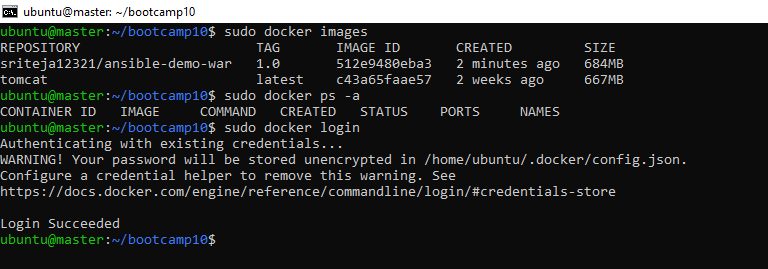 ubuntu@master: ~/bootcamp10
ubuntu@master:~/bootcamp10$ sudo docker images
REPOSITORY TAG IMAGE ID CREATED SIZE
sriteja12321/ansible-demo-war 1.0 512e9480eba3 2 minutes ago 684MB
tomcat latest c43a65faae57 2 weeks ago 667MB
ubuntu@master:~/bootcamp10$ sudo docker ps -a
CONTAINER ID IMAGE COMMAND CREATED STATUS PORTS NAMES
ubuntu@master:~/bootcamp10$ sudo docker login
Authenticating with existing credentials...
WARNING! Your password will be stored unencrypted in /home/ubuntu/.docker/config.json.
Configure a credential helper to remove this warning. See
https://docs.docker.com/engine/reference/commandline/login/#credentials-store
Login Succeeded
ubuntu@master:~/bootcamp10$